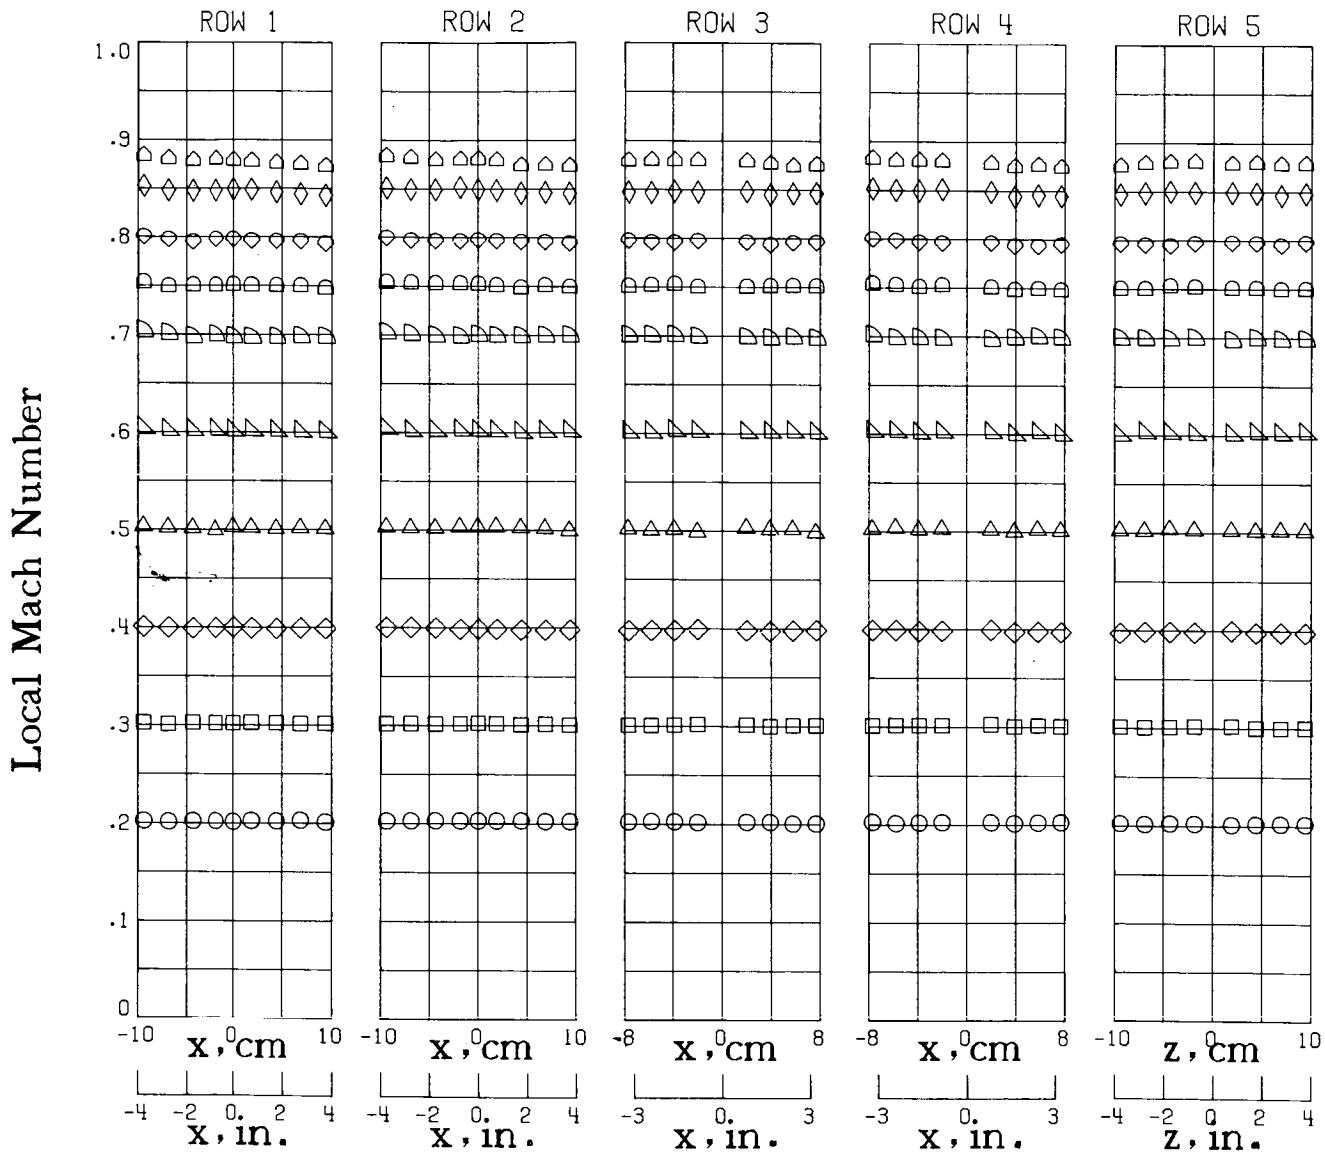 ROW 1 ROW 2 ROW 3 ROW 4 ROW 5
Local Mach Number
1.0
.9
.8
.7
.6
.5
.4
.3
.2
.1
0
-10 0 10 -10 0 10 -8 0 8 -8 0 8 -10 0 10
x, cm x, cm x, cm x, cm z, cm
-4 -2 0. 2 4 -4 -2 0. 2 4 -3 0. 3 -3 0. 3 -4 -2 0. 2 4
x, in. x, in. x, in. x, in. z, in.